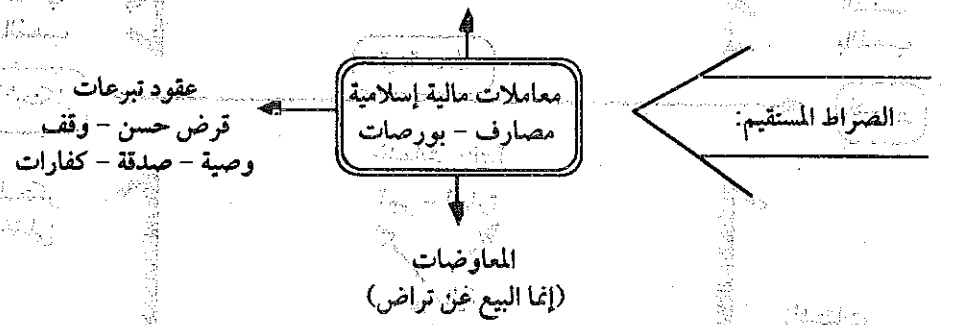 الصراط المستقيم:
معاملات مالية إسلامية
مصارف - بورصات
عقود تبرعات
قرض حسن - وقف
وصية - صدقة - كفارات
المعاوضات
(إنما البيع عن تراض)